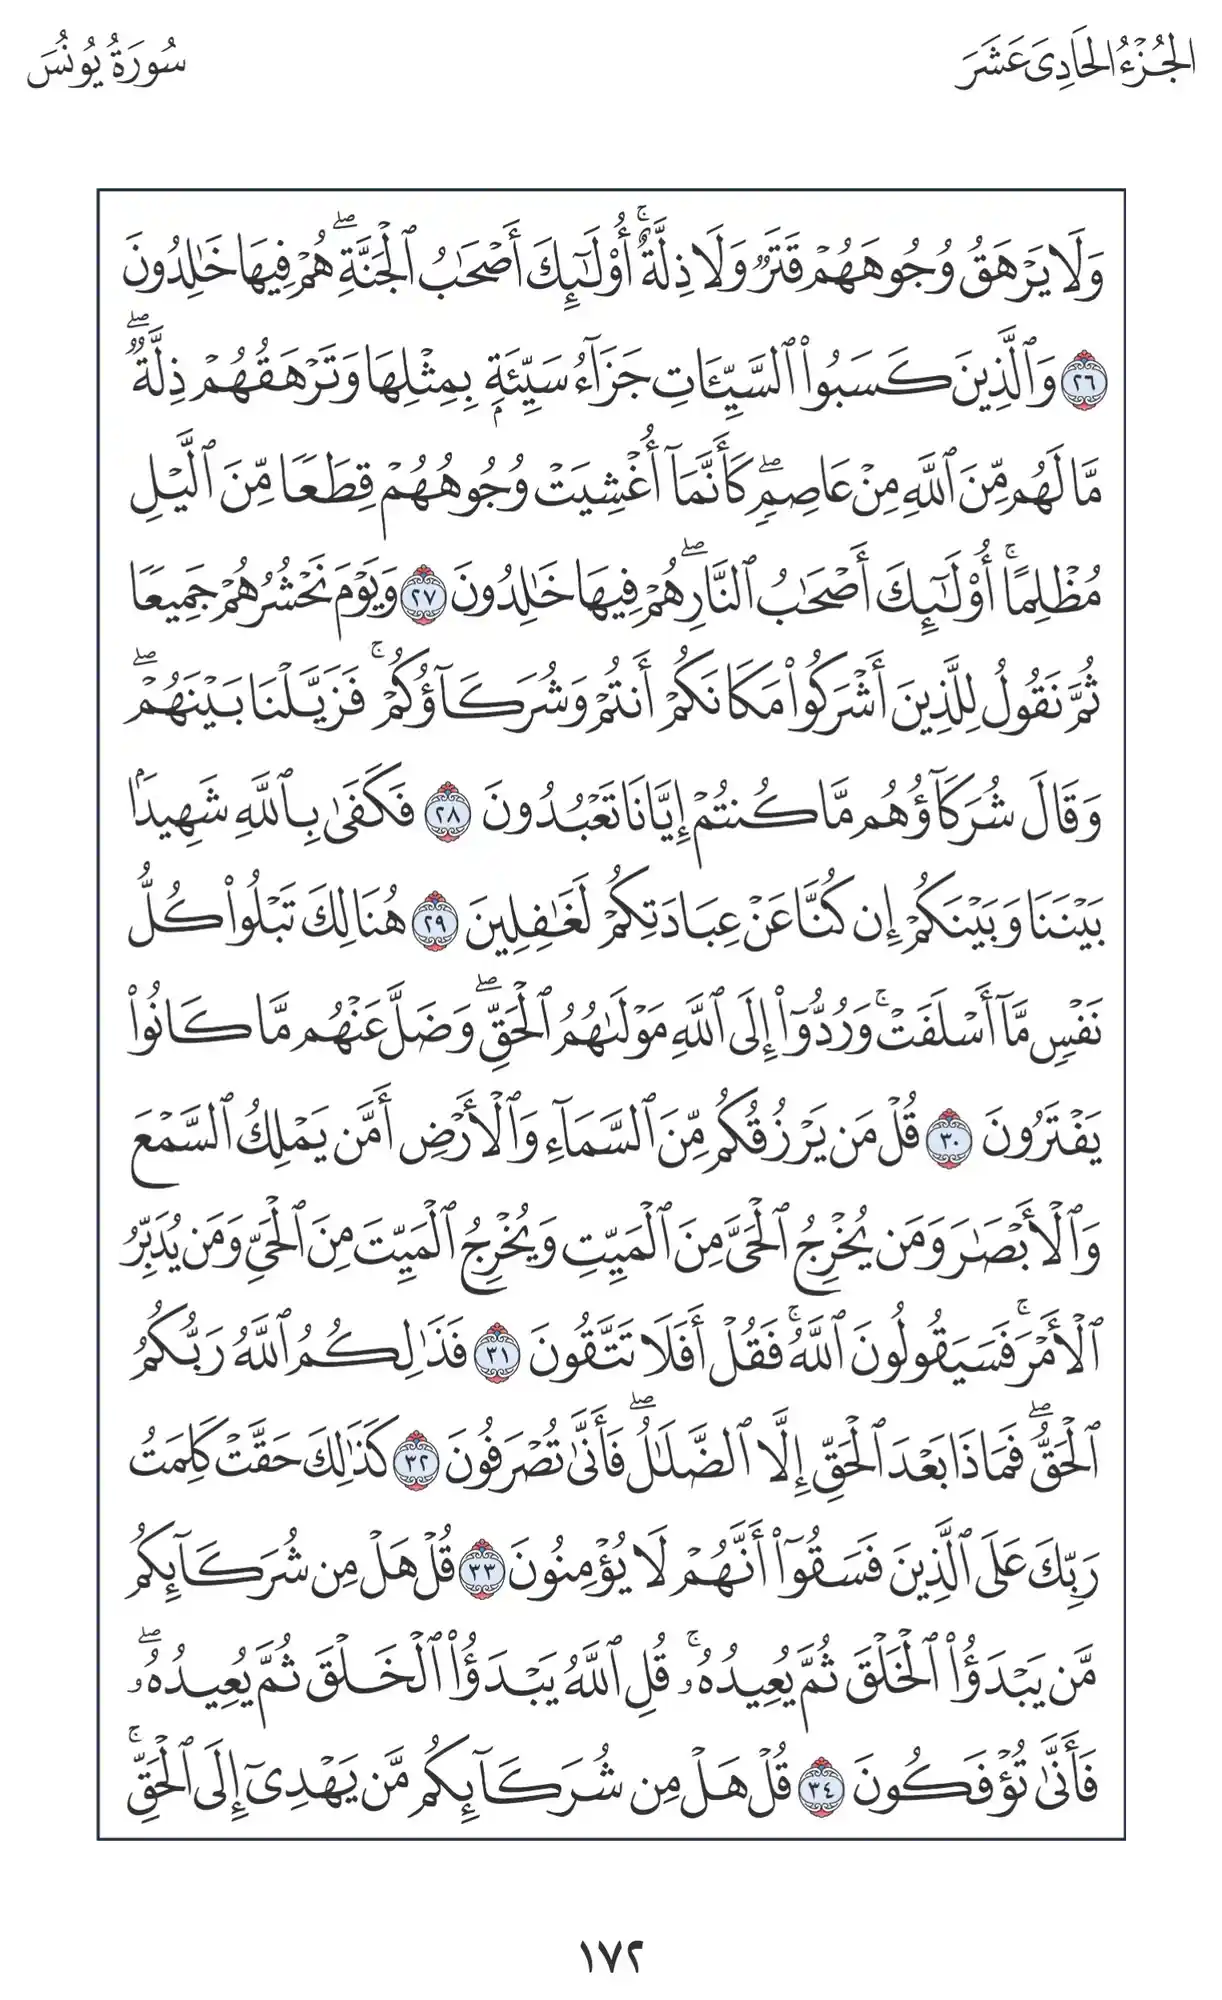 الجُزْءُ الحَادِى عَشَرَ
سُورَةُ يُونُسَ
وَلَا يَرْهَقُ وُجُوهَهُمْ قَتَرٌ وَلَا ذِلَّةٌ ۚ أُوْلَـٰٓئِكَ أَصْحَـٰبُ ٱلْجَنَّةِ ۖ هُمْ فِيهَا خَـٰلِدُونَ
٢٦ وَٱلَّذِينَ كَسَبُوا۟ ٱلسَّيِّـَٔاتِ جَزَآءُ سَيِّئَةٍۭ بِمِثْلِهَا وَتَرْهَقُهُمْ ذِلَّةٌ ۖ
مَّا لَهُم مِّنَ ٱللَّهِ مِنْ عَاصِمٍ ۖ كَأَنَّمَآ أُغْشِيَتْ وُجُوهُهُمْ قِطَعًا مِّنَ ٱلَّيْلِ
مُظْلِمًا ۚ أُوْلَـٰٓئِكَ أَصْحَـٰبُ ٱلنَّارِ ۖ هُمْ فِيهَا خَـٰلِدُونَ ٢٧ وَيَوْمَ نَحْشُرُهُمْ جَمِيعًا
ثُمَّ نَقُولُ لِلَّذِينَ أَشْرَكُوا۟ مَكَانَكُمْ أَنتُمْ وَشُرَكَآؤُكُمْ ۚ فَزَيَّلْنَا بَيْنَهُمْ ۖ
وَقَالَ شُرَكَآؤُهُم مَّا كُنتُمْ إِيَّانَا تَعْبُدُونَ ٢٨ فَكَفَىٰ بِٱللَّهِ شَهِيدًۢا
بَيْنَنَا وَبَيْنَكُمْ إِن كُنَّا عَنْ عِبَادَتِكُمْ لَغَـٰفِلِينَ ٢٩ هُنَالِكَ تَبْلُوا۟ كُلُّ
نَفْسٍ مَّآ أَسْلَفَتْ ۚ وَرُدُّوٓا۟ إِلَى ٱللَّهِ مَوْلَىٰهُمُ ٱلْحَقِّ ۖ وَضَلَّ عَنْهُم مَّا كَانُوا۟
يَفْتَرُونَ ٣٠ قُلْ مَن يَرْزُقُكُم مِّنَ ٱلسَّمَآءِ وَٱلْأَرْضِ أَمَّن يَمْلِكُ ٱلسَّمْعَ
وَٱلْأَبْصَـٰرَ وَمَن يُخْرِجُ ٱلْحَىَّ مِنَ ٱلْمَيِّتِ وَيُخْرِجُ ٱلْمَيِّتَ مِنَ ٱلْحَىِّ وَمَن يُدَبِّرُ
ٱلْأَمْرَ ۚ فَسَيَقُولُونَ ٱللَّهُ ۚ فَقُلْ أَفَلَا تَتَّقُونَ ٣١ فَذَٰلِكُمُ ٱللَّهُ رَبُّكُمُ
ٱلْحَقُّ ۖ فَمَاذَا بَعْدَ ٱلْحَقِّ إِلَّا ٱلضَّلَـٰلُ ۖ فَأَنَّىٰ تُصْرَفُونَ ٣٢ كَذَٰلِكَ حَقَّتْ كَلِمَتُ
رَبِّكَ عَلَى ٱلَّذِينَ فَسَقُوٓا۟ أَنَّهُمْ لَا يُؤْمِنُونَ ٣٣ قُلْ هَلْ مِن شُرَكَآئِكُم
مَّن يَبْدَؤُا۟ ٱلْخَلْقَ ثُمَّ يُعِيدُهُۥ ۚ قُلِ ٱللَّهُ يَبْدَؤُا۟ ٱلْخَلْقَ ثُمَّ يُعِيدُهُۥ ۖ
فَأَنَّىٰ تُؤْفَكُونَ ٣٤ قُلْ هَلْ مِن شُرَكَآئِكُم مَّن يَهْدِىٓ إِلَى ٱلْحَقِّ ۚ
١٧٢